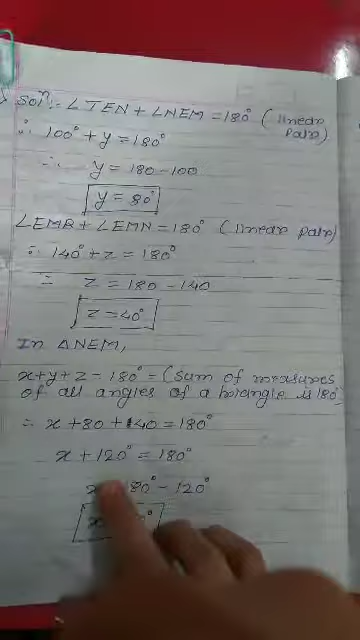 Soln:- ∠TEN + ∠NEM = 180° (linear pair)
∴ 100° + y = 180°
∴ y = 180 - 100
y = 80°
∠EMR + ∠EMN = 180° (linear pair)
∴ 140° + z = 180°
= z = 180 - 140
z = 40°
In ΔNEM,
x + y + z = 180° = (Sum of measures
of all angles of a triangle is 180°
∴ x + 80 + 40 = 180°
x + 120° = 180°
x 80° - 120°
x °